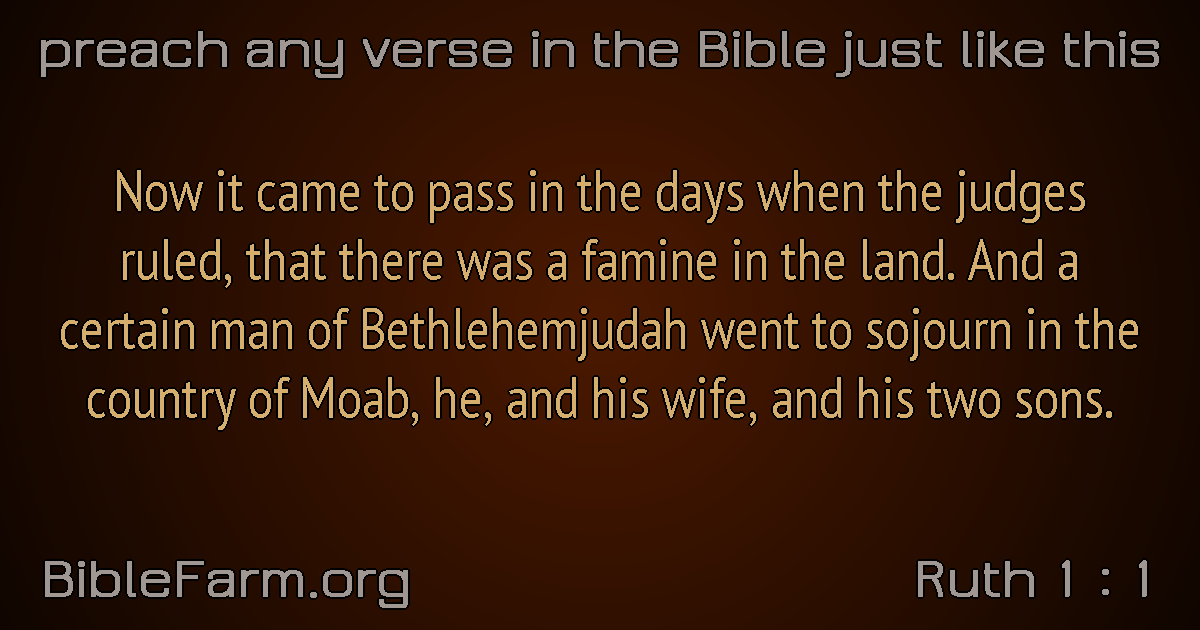 preach any verse in the Bible just like this
Now it came to pass in the days when the judges
ruled, that there was a famine in the land. And a
certain man of Bethlehemjudah went to sojourn in the
country of Moab, he, and his wife, and his two sons.
BibleFarm.org
Ruth 1 : 1